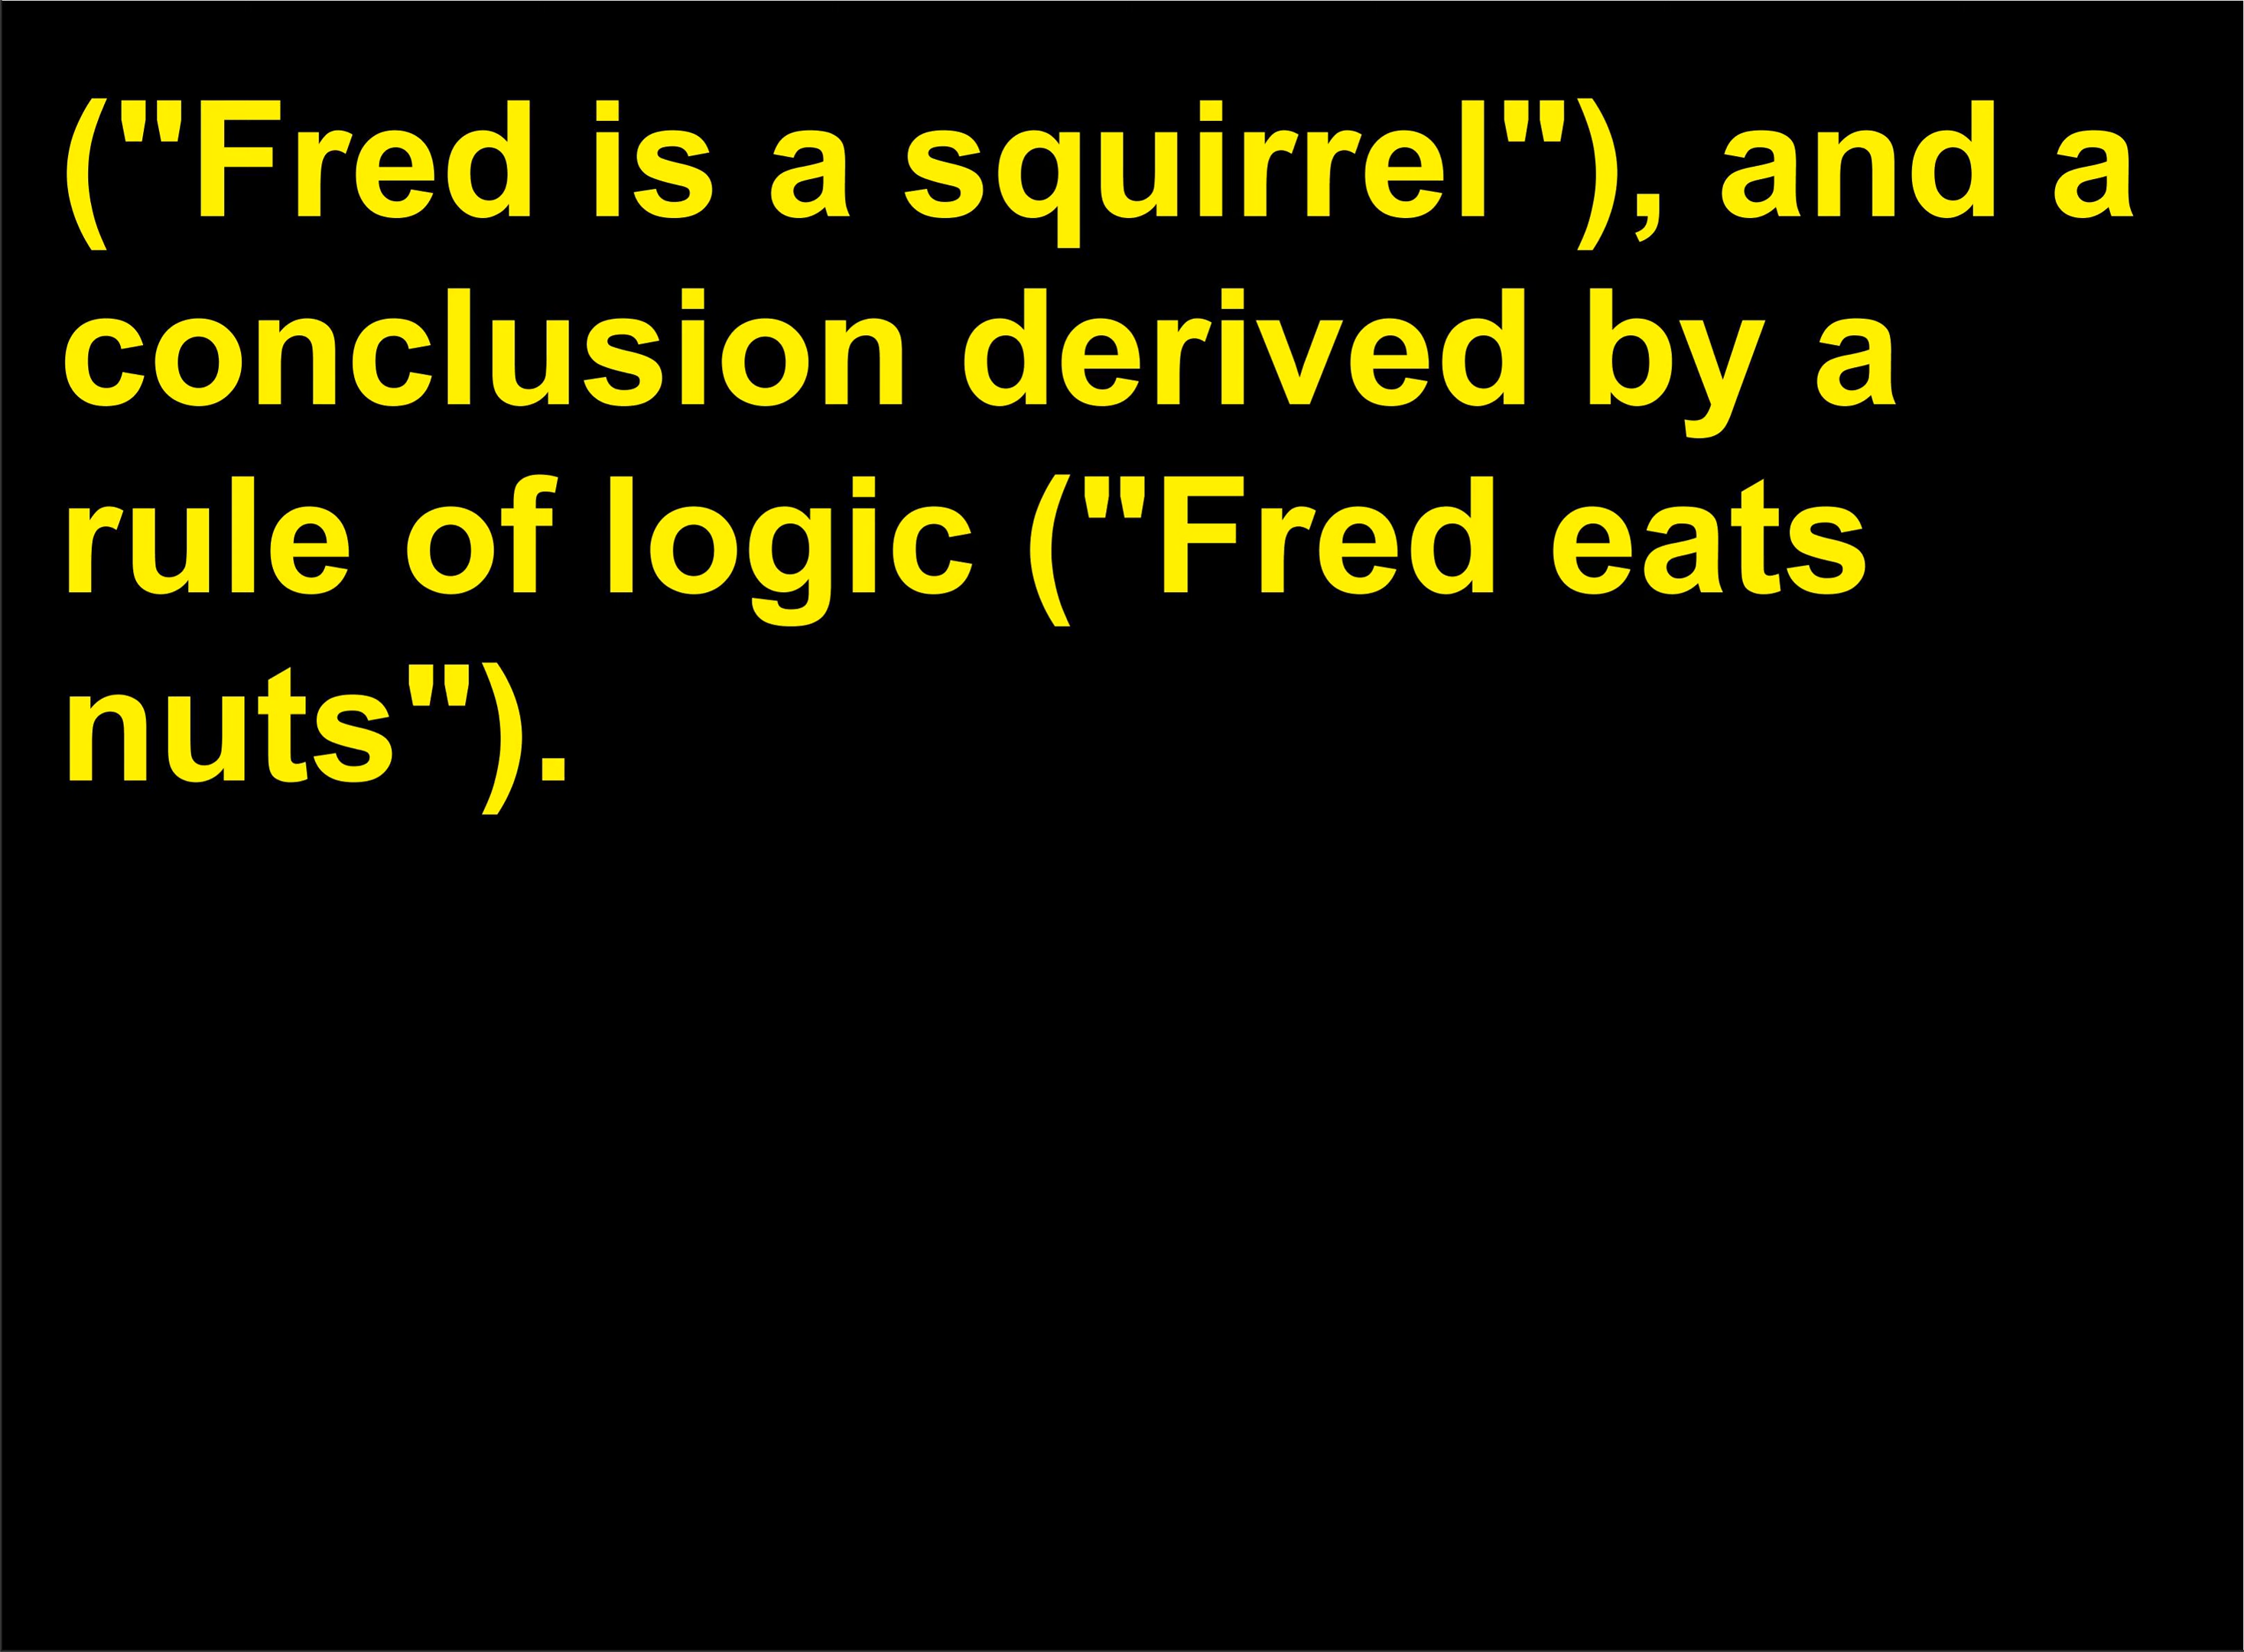 ("Fred is a squirrel"), and a
conclusion derived by a
rule of logic ("Fred eats
nuts").